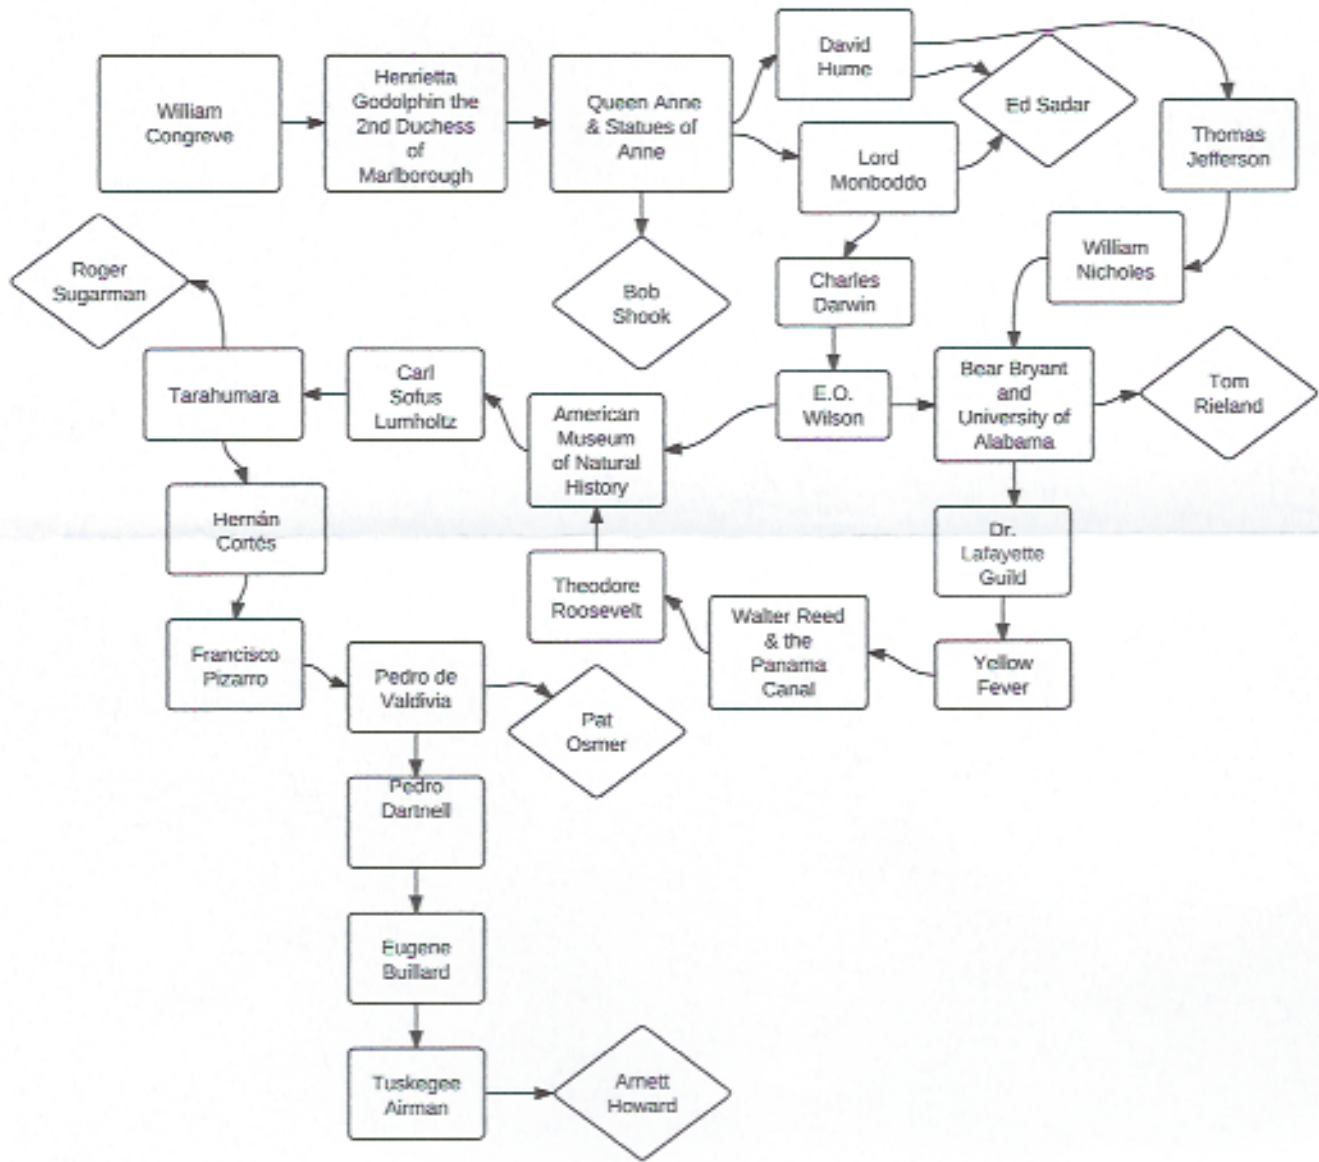 William
Congreve
Henrietta
Godolphin the
2nd Duchess
of
Marlborough
Queen Anne
& Statues of
Anne
David
Hume
Ed Sadar
Thomas
Jefferson
Lord
Monboddo
William
Nicholes
Roger
Sugarman
Bob
Shook
Charles
Darwin
Tarahumara
Carl
Sofus
Lumholtz
American
Museum
of Natural
History
E.O.
Wilson
Bear Bryant
and
University of
Alabama
Tom
Rieland
Hernán
Cortés
Dr.
Lafayette
Guild
Theodore
Roosevelt
Walter Reed
& the
Panama
Canal
Yellow
Fever
Francisco
Pizarro
Pedro de
Valdivia
Pat
Osmer
Pedro
Dartnell
Eugene
Buillard
Tuskegee
Airman
Arnett
Howard